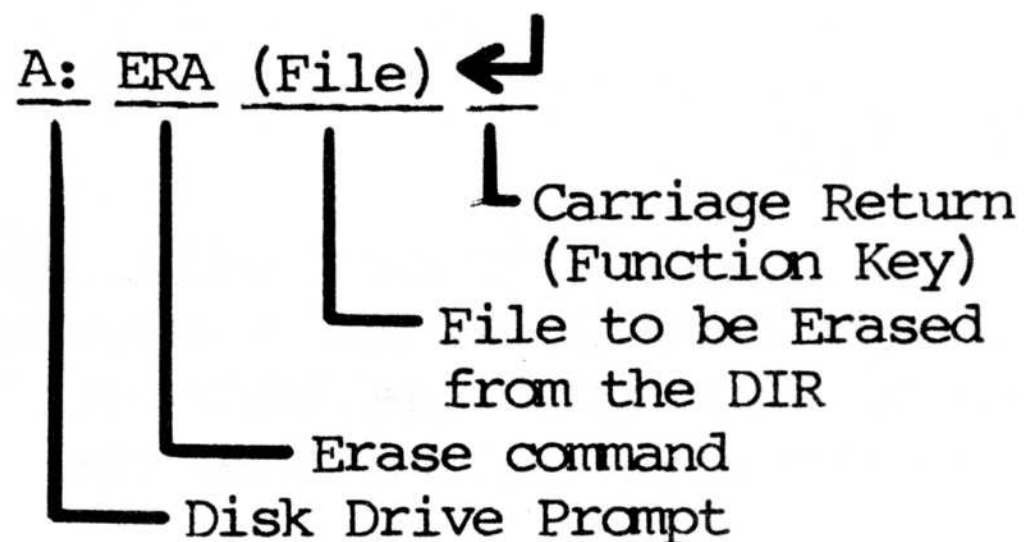 A: ERA (File)
Carriage Return
(Function Key)
File to be Erased
from the DIR
Erase command
Disk Drive Prompt